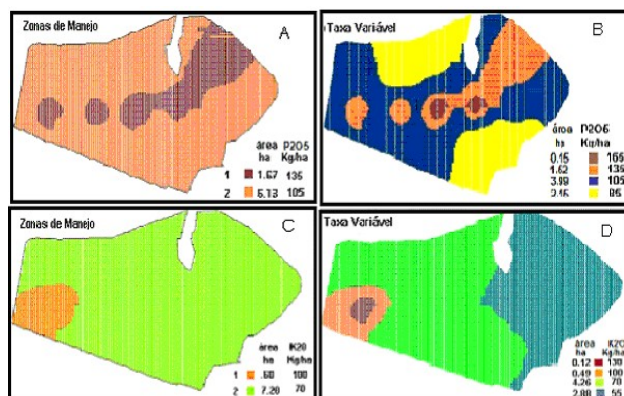 Zonas de Manejo A
área P2O5
ha Kg/ha
1 1.67 135
2 6.13 105
Taxa Variável B
área P2O5
ha Kg/ha
0.15 165
1.52 135
3.99 105
2.15 85
Zonas de Manejo C
área K20
ha Kg/ha
1 .60 100
2 7.20 70
Taxa Variável D
área K2O
ha Kg/ha
0.12 130
0.49 100
4.26 70
2.88 55